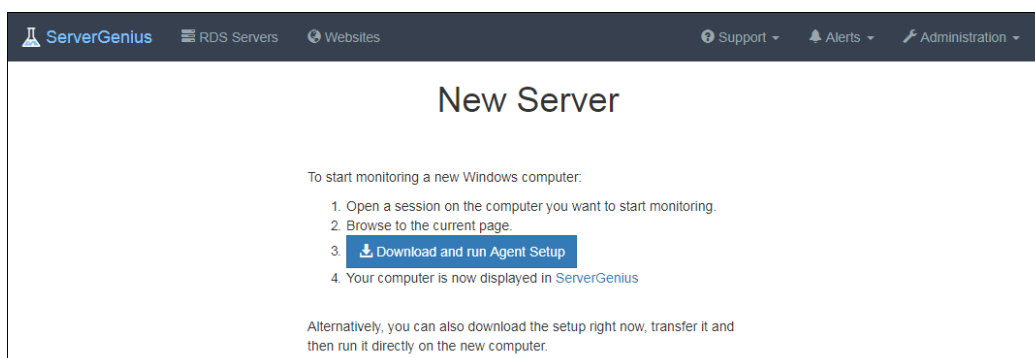 ServerGenius RDS Servers Websites Support Alerts Administration
New Server
To start monitoring a new Windows computer:
1. Open a session on the computer you want to start monitoring.
2. Browse to the current page.
3. Download and run Agent Setup
4. Your computer is now displayed in ServerGenius
Alternatively, you can also download the setup right now, transfer it and
then run it directly on the new computer.